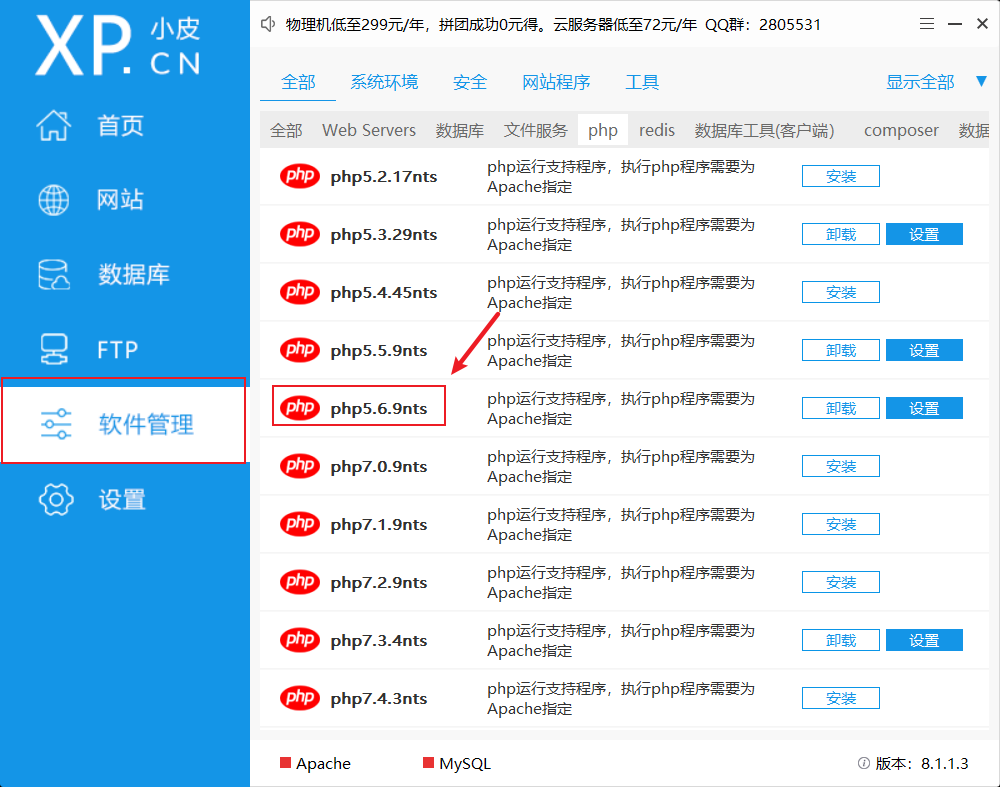 XP.CN 小皮
物理机低至299元/年，拼团成功0元得。云服务器低至72元/年 QQ群：2805531
首页
网站
数据库
FTP
软件管理
设置
全部 系统环境 安全 网站程序 工具 显示全部
全部 Web Servers 数据库 文件服务 php redis 数据库工具(客户端) composer 数据
php php5.2.17nts php运行支持程序，执行php程序需要为 安装
Apache指定
php php5.3.29nts php运行支持程序，执行php程序需要为 卸载 设置
Apache指定
php php5.4.45nts php运行支持程序，执行php程序需要为 安装
Apache指定
php php5.5.9nts php运行支持程序，执行php程序需要为 卸载 设置
Apache指定
php php5.6.9nts php运行支持程序，执行php程序需要为 卸载 设置
Apache指定
php php7.0.9nts php运行支持程序，执行php程序需要为 安装
Apache指定
php php7.1.9nts php运行支持程序，执行php程序需要为 安装
Apache指定
php php7.2.9nts php运行支持程序，执行php程序需要为 安装
Apache指定
php php7.3.4nts php运行支持程序，执行php程序需要为 卸载 设置
Apache指定
php php7.4.3nts php运行支持程序，执行php程序需要为 安装
Apache指定
Apache MySQL 版本：8.1.1.3